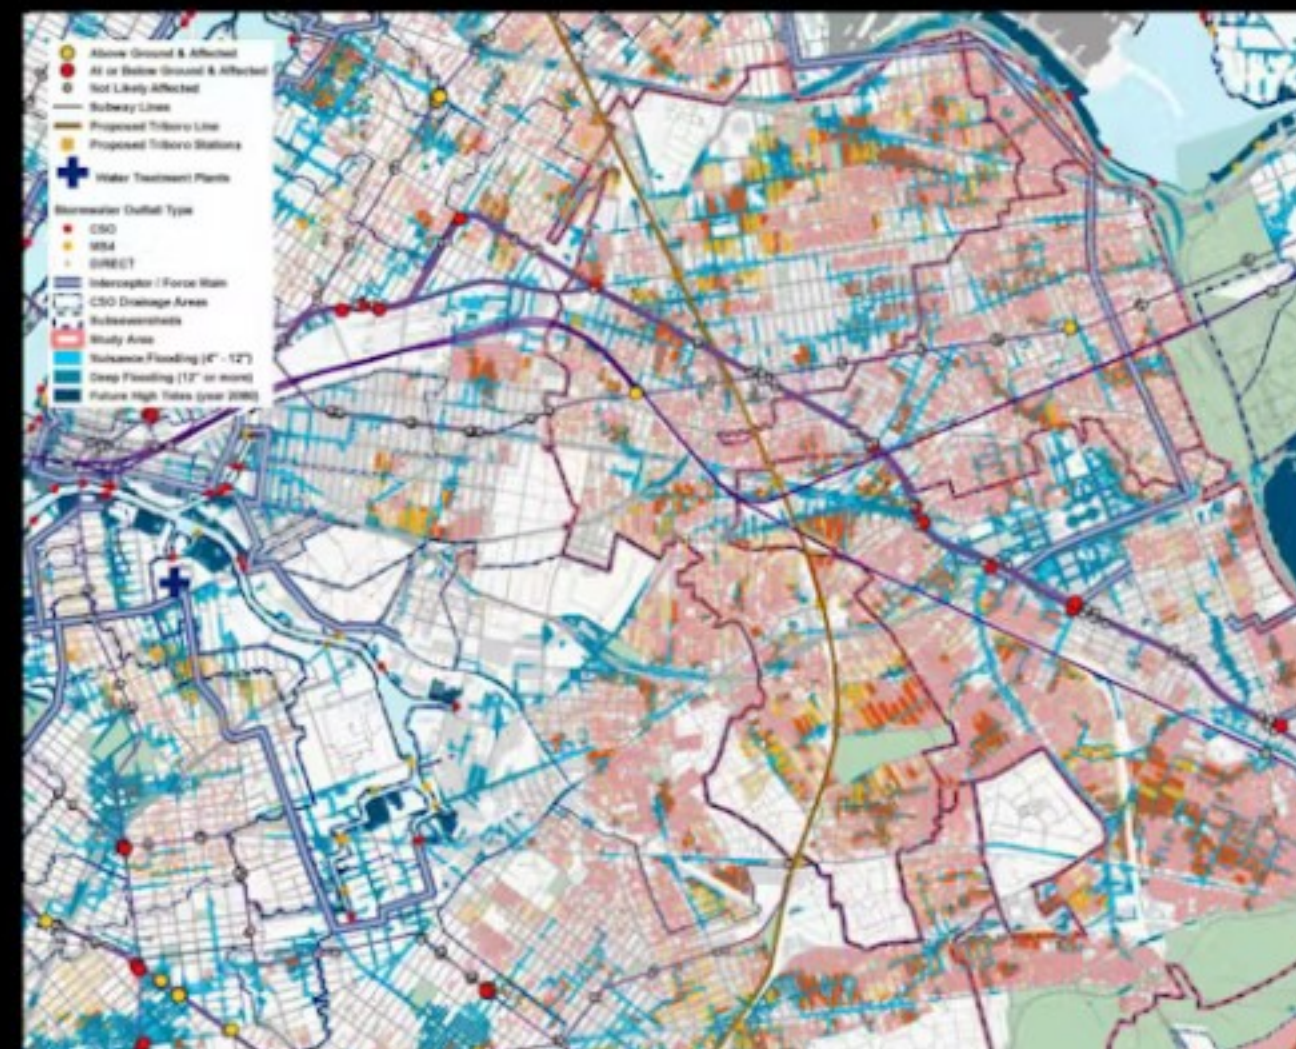 Above Ground & Affected
At or Below Ground & Affected
Not Likely Affected
Subway Lines
Proposed Triboro Line
Proposed Triboro Stations
Water Treatment Plants
Stormwater Outfall Type
CSO
MS4
DIRECT
Interceptor / Force Main
CSO Drainage Areas
Subsewersheds
Study Area
Nuisance Flooding (4" - 12")
Deep Flooding (12" or more)
Future High Tides (year 2080)